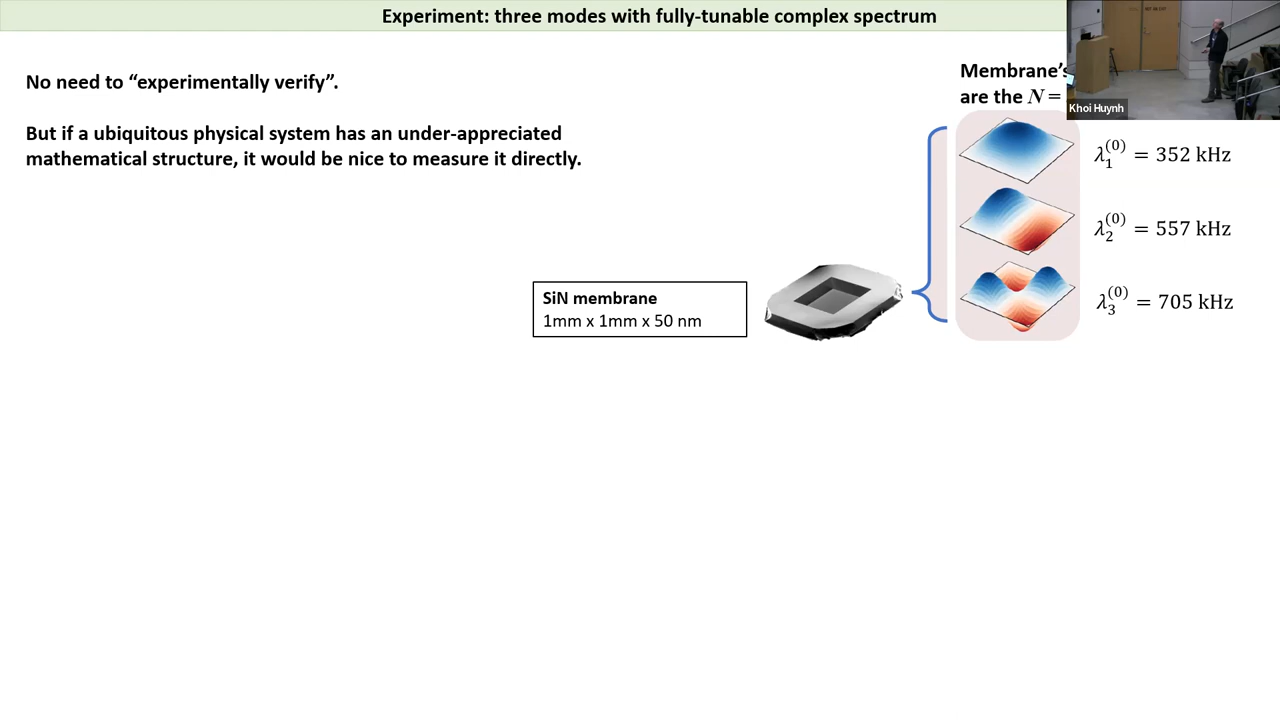 Experiment: three modes with fully-tunable complex spectrum
No need to “experimentally verify”.
But if a ubiquitous physical system has an under-appreciated
mathematical structure, it would be nice to measure it directly.
Membrane’s
are the N =
Khoi Huynh
λ₁⁽⁰⁾ = 352 kHz
λ₂⁽⁰⁾ = 557 kHz
λ₃⁽⁰⁾ = 705 kHz
SiN membrane
1mm x 1mm x 50 nm